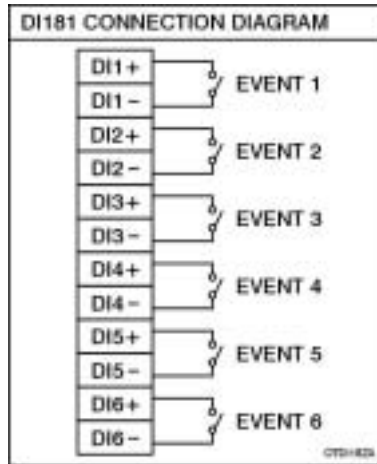 DI181 CONNECTION DIAGRAM
DI1+
DI1−
EVENT 1
DI2+
DI2−
EVENT 2
DI3+
DI3−
EVENT 3
DI4+
DI4−
EVENT 4
DI5+
DI5−
EVENT 5
DI6+
DI6−
EVENT 6